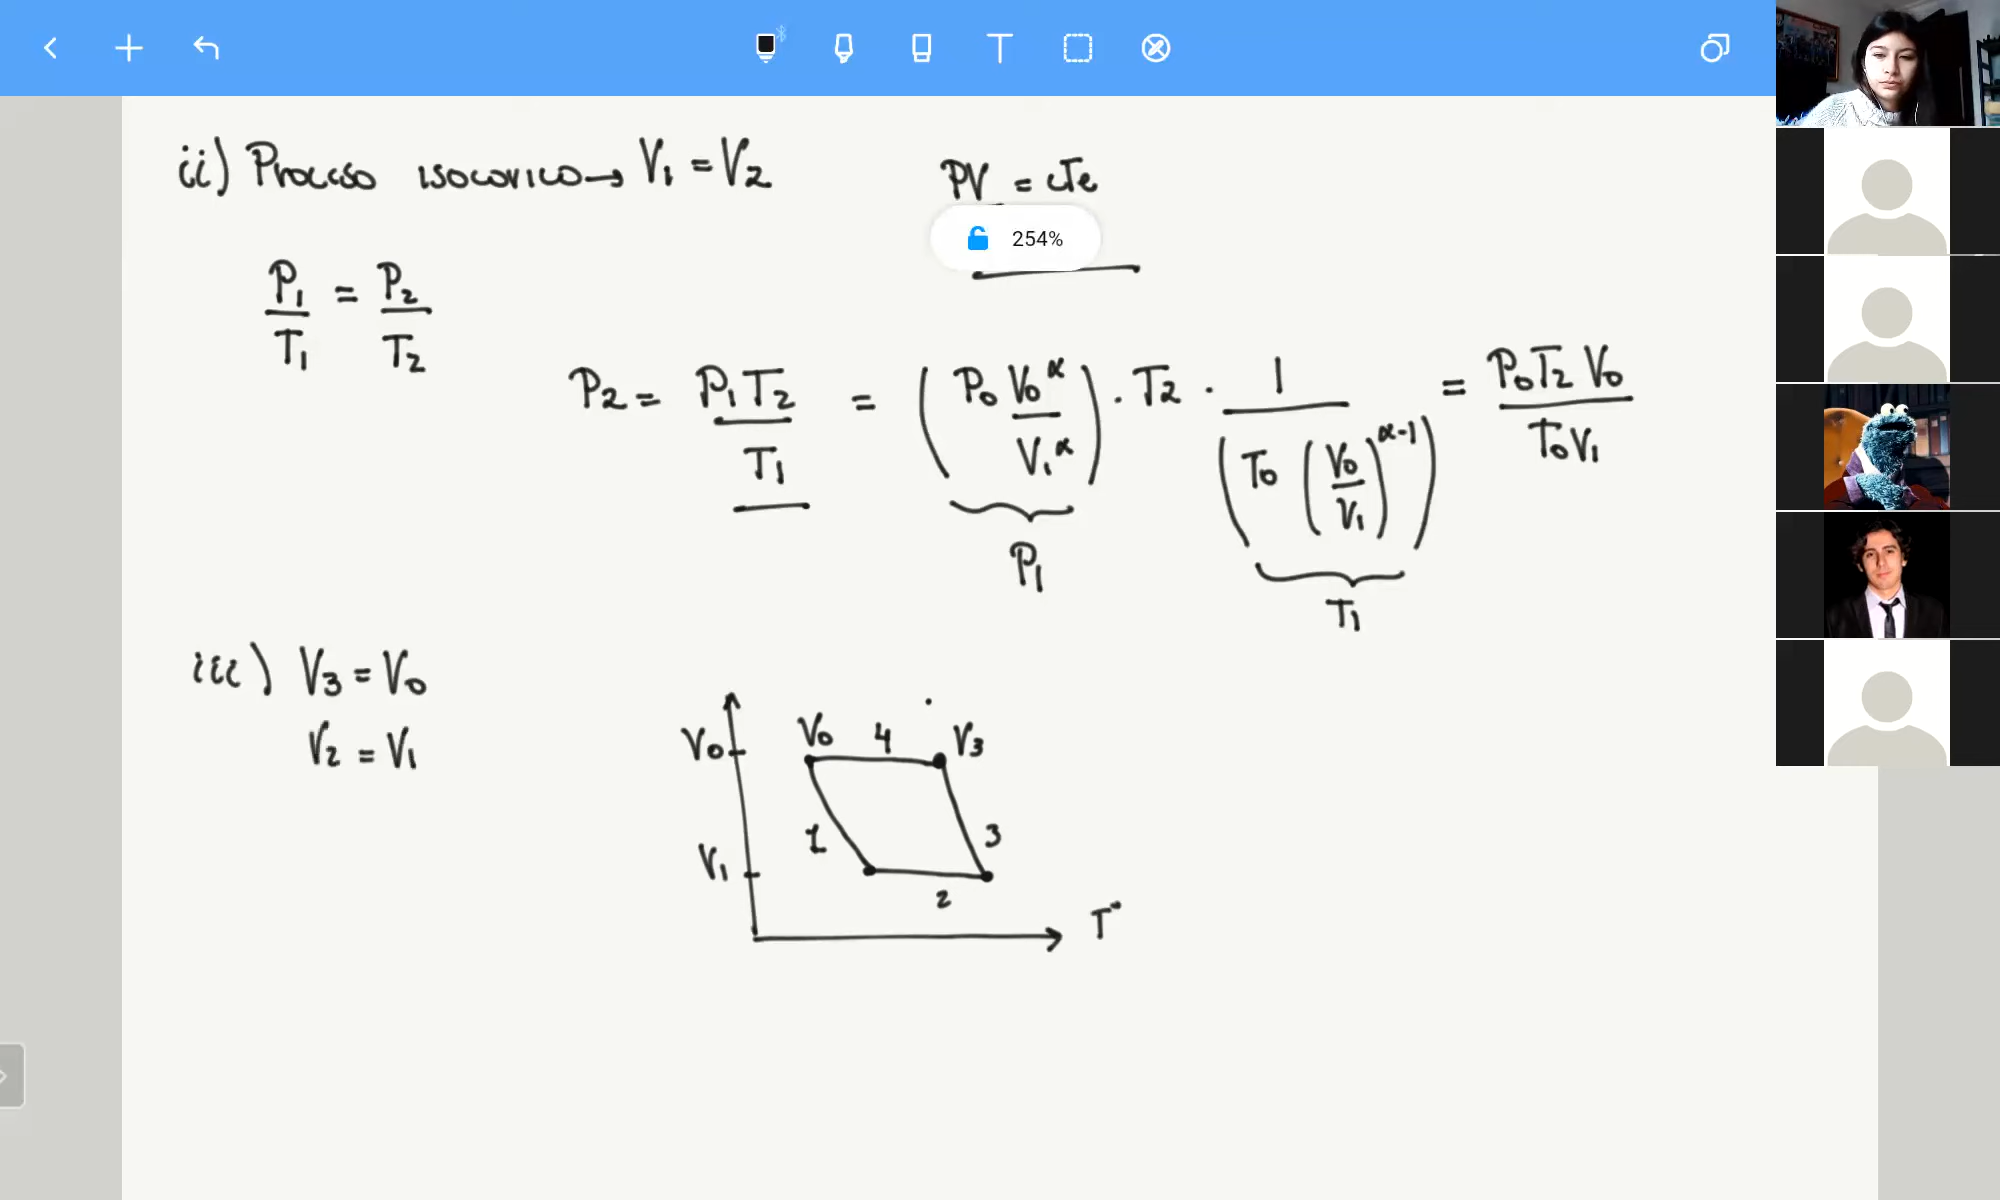 ii) Proceso isocorico → V₁ = V₂
PV = cTe
254%
P₁/T₁ = P₂/T₂
P₂ = P₁T₂/T₁ = (P₀ V₀^α/V₁^α) · T₂ · 1/(T₀ (V₀/V₁)^(α-1)) = P₀T₂V₀/T₀V₁
P₁
T₁
iii) V₃ = V₀
V₂ = V₁
V₀
V₀
4
V₃
1
3
V₁
2
T°